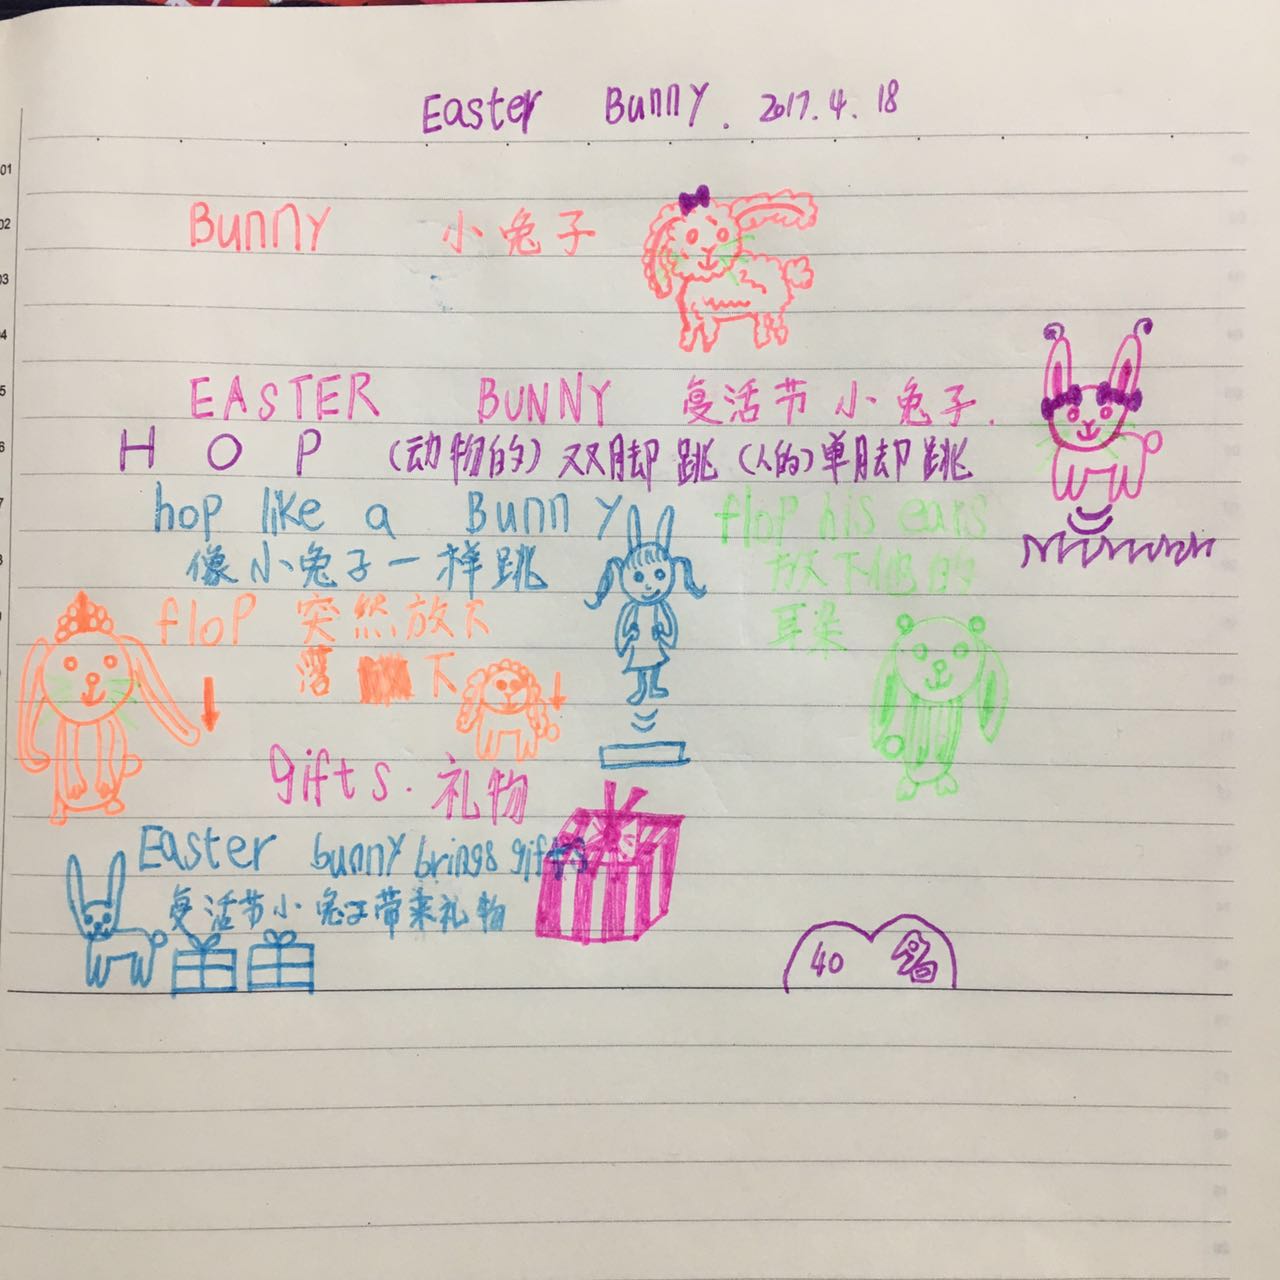 Easter Bunny. 2017.4.18
Bunny 小兔子
EASTER BUNNY 复活节小兔子.
HOP (动物的)双脚跳(人的)单脚跳
hop like a Bunny
像小兔子一样跳
flop his ears
放下他的
耳朵
flop 突然放下
落 下
gifts. 礼物
Easter bunny brings gifts
复活节小兔子带来礼物
40